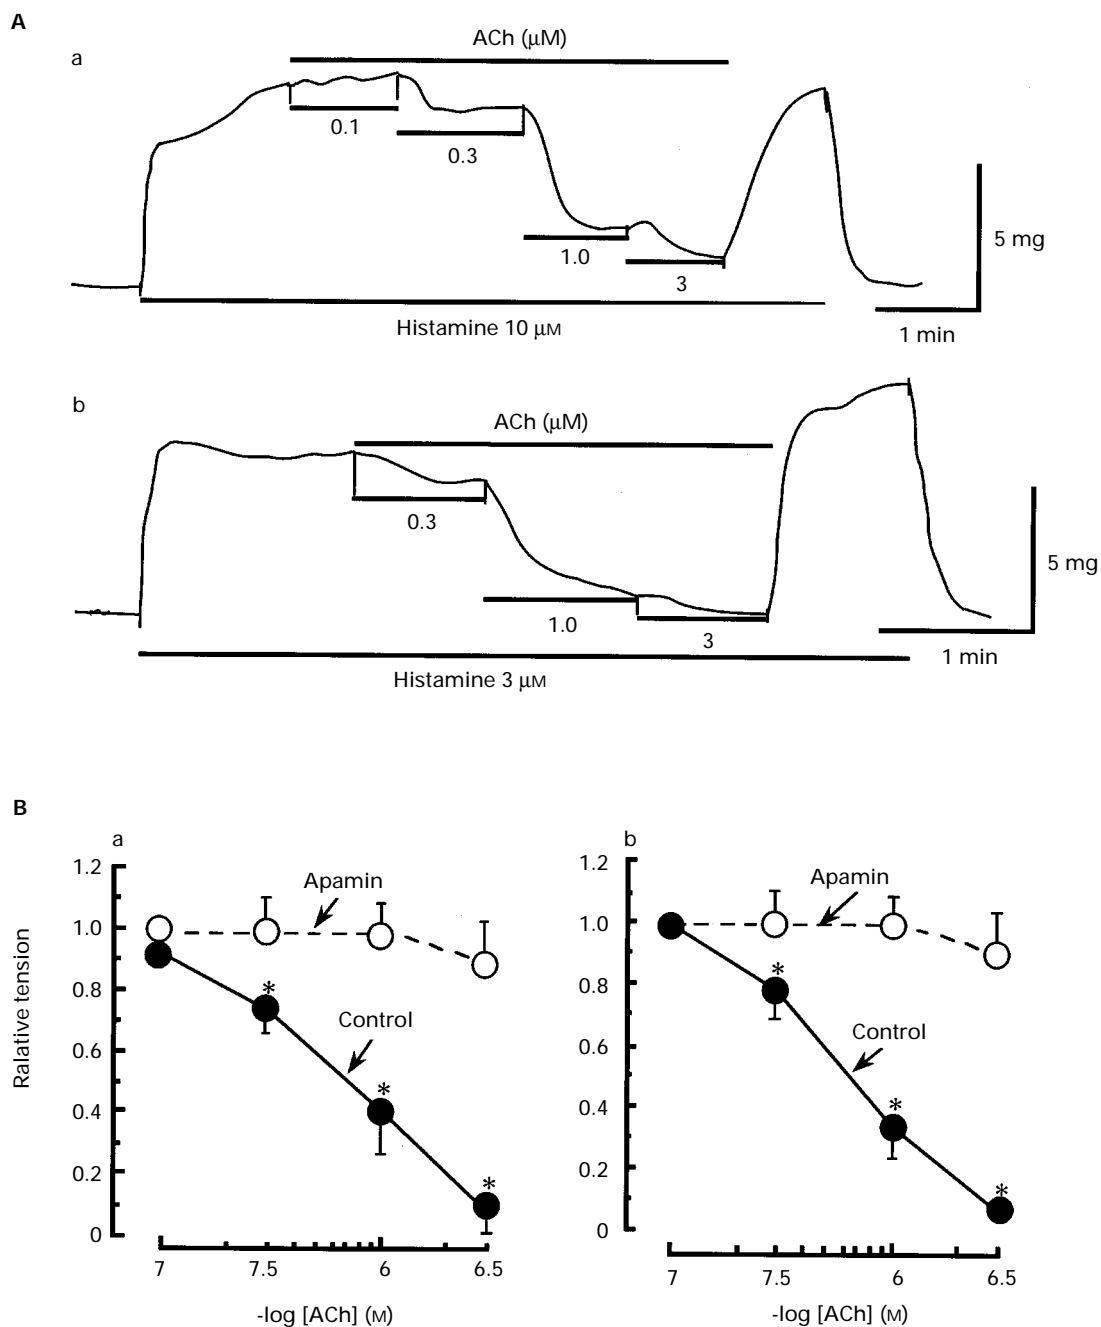 A
a
ACh (μM)
0.1
0.3
1.0
3
5 mg
1 min
Histamine 10 μM
b
ACh (μM)
0.3
1.0
3
5 mg
1 min
Histamine 3 μM
B
a
Ralative tension
1.2
1.0
0.8
0.6
0.4
0.2
0
Apamin
*
Control
*
*
7 7.5 6 6.5
-log [ACh] (M)
b
1.2
1.0
0.8
0.6
0.4
0.2
0
Apamin
*
Control
*
*
7 7.5 6 6.5
-log [ACh] (M)